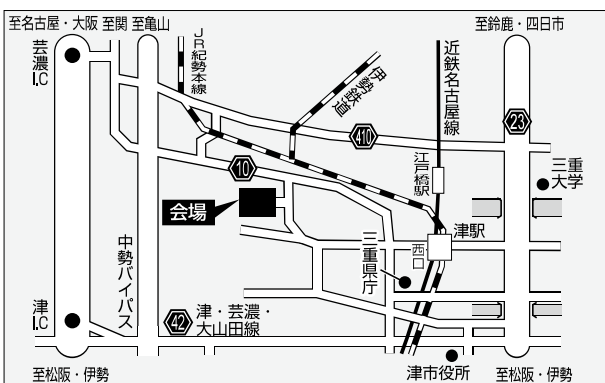 至名古屋・大阪
至関
至亀山
至鈴鹿・四日市
芸濃I.C
JR紀勢本線
伊勢鉄道
近鉄名古屋線
23
410
江戸橋駅
三重大学
10
会場
津駅
西口
三重県庁
中勢バイパス
津I.C
42
津・芸濃・
大山田線
津市役所
至松阪・伊勢
至松阪・伊勢